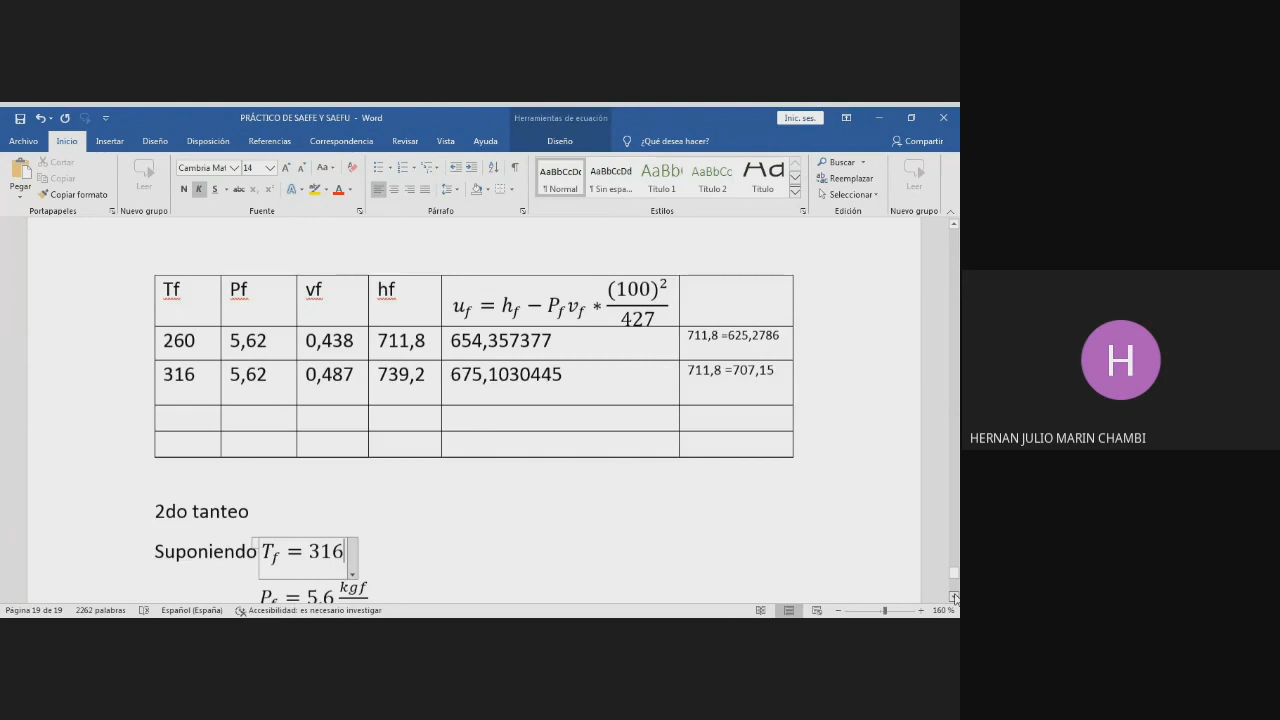 PRÁCTICO DE SAEFE Y SAEFU - Word
Herramientas de ecuación
Inic. ses.
Archivo Inicio Insertar Diseño Disposición Referencias Correspondencia Revisar Vista Ayuda Diseño ¿Qué desea hacer? Compartir
Pegar
Cortar
Copiar
Copiar formato
Leer
Cambria Mat 14
N K S abc x₂ x²
Aa
AaBbCcDc AaBbCcDd AaBbC AaBbCc Ad
¶ Normal ¶ Sin espa... Título 1 Título 2 Título
Buscar
Reemplazar
Seleccionar
Leer
Portapapeles Nuevo grupo Fuente Párrafo Estilos Edición Nuevo grupo
Tf Pf vf hf u_f = h_f − P_f v_f * (100)²/427
260 5,62 0,438 711,8 654,357377 711,8 =625,2786
316 5,62 0,487 739,2 675,1030445 711,8 =707,15
2do tanteo
Suponiendo T_f = 316
P_f = 5,6 kgf
Página 19 de 19 2262 palabras Español (España) Accesibilidad: es necesario investigar 160 %
H
HERNAN JULIO MARIN CHAMBI